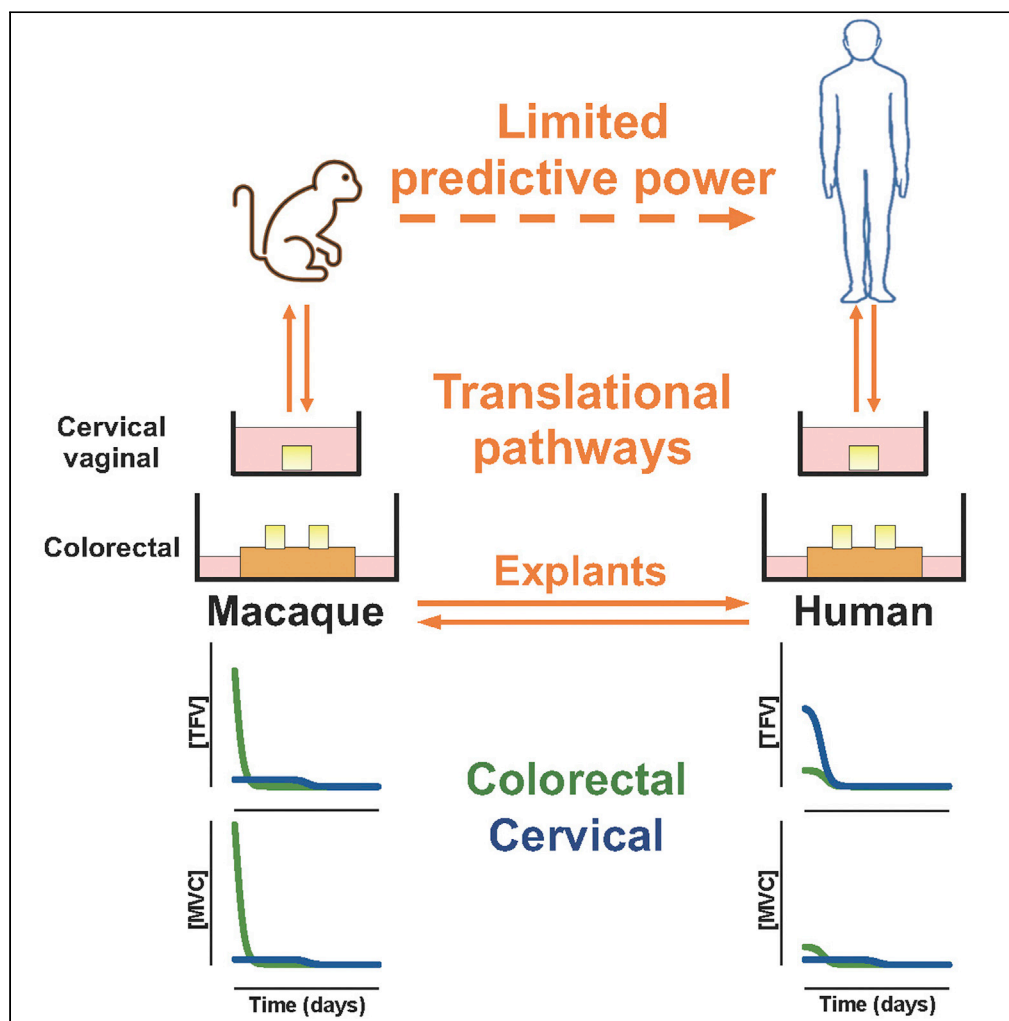 Limited
predictive power
Translational
pathways
Cervical
vaginal
Colorectal
Explants
Macaque
Human
[TFV]
[TFV]
Colorectal
Cervical
[MVC]
[MVC]
Time (days)
Time (days)